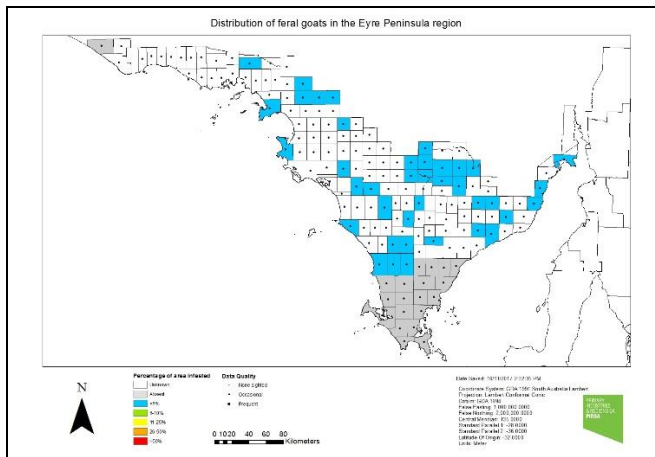 Distribution of feral goats in the Eyre Peninsula region
Percentage of area infested
Unknown
<5%
5-10%
11-25%
>50%
Data Quality
None sighted
Occasional
Frequent
N
0 10 20 40 60 80
Kilometers
Coordinate System: GDA 1994 South Australia Lambert
Projection: Lambert Conformal Conic
Datum: GDA 1994
False Easting: 1,000,000.0000
False Northing: 2,000,000.0000
Central Meridian: 135.0000
Standard Parallel 1: -28.0000
Standard Parallel 2: -36.0000
Latitude Of Origin: -32.0000
Units: Meter
PIRSA